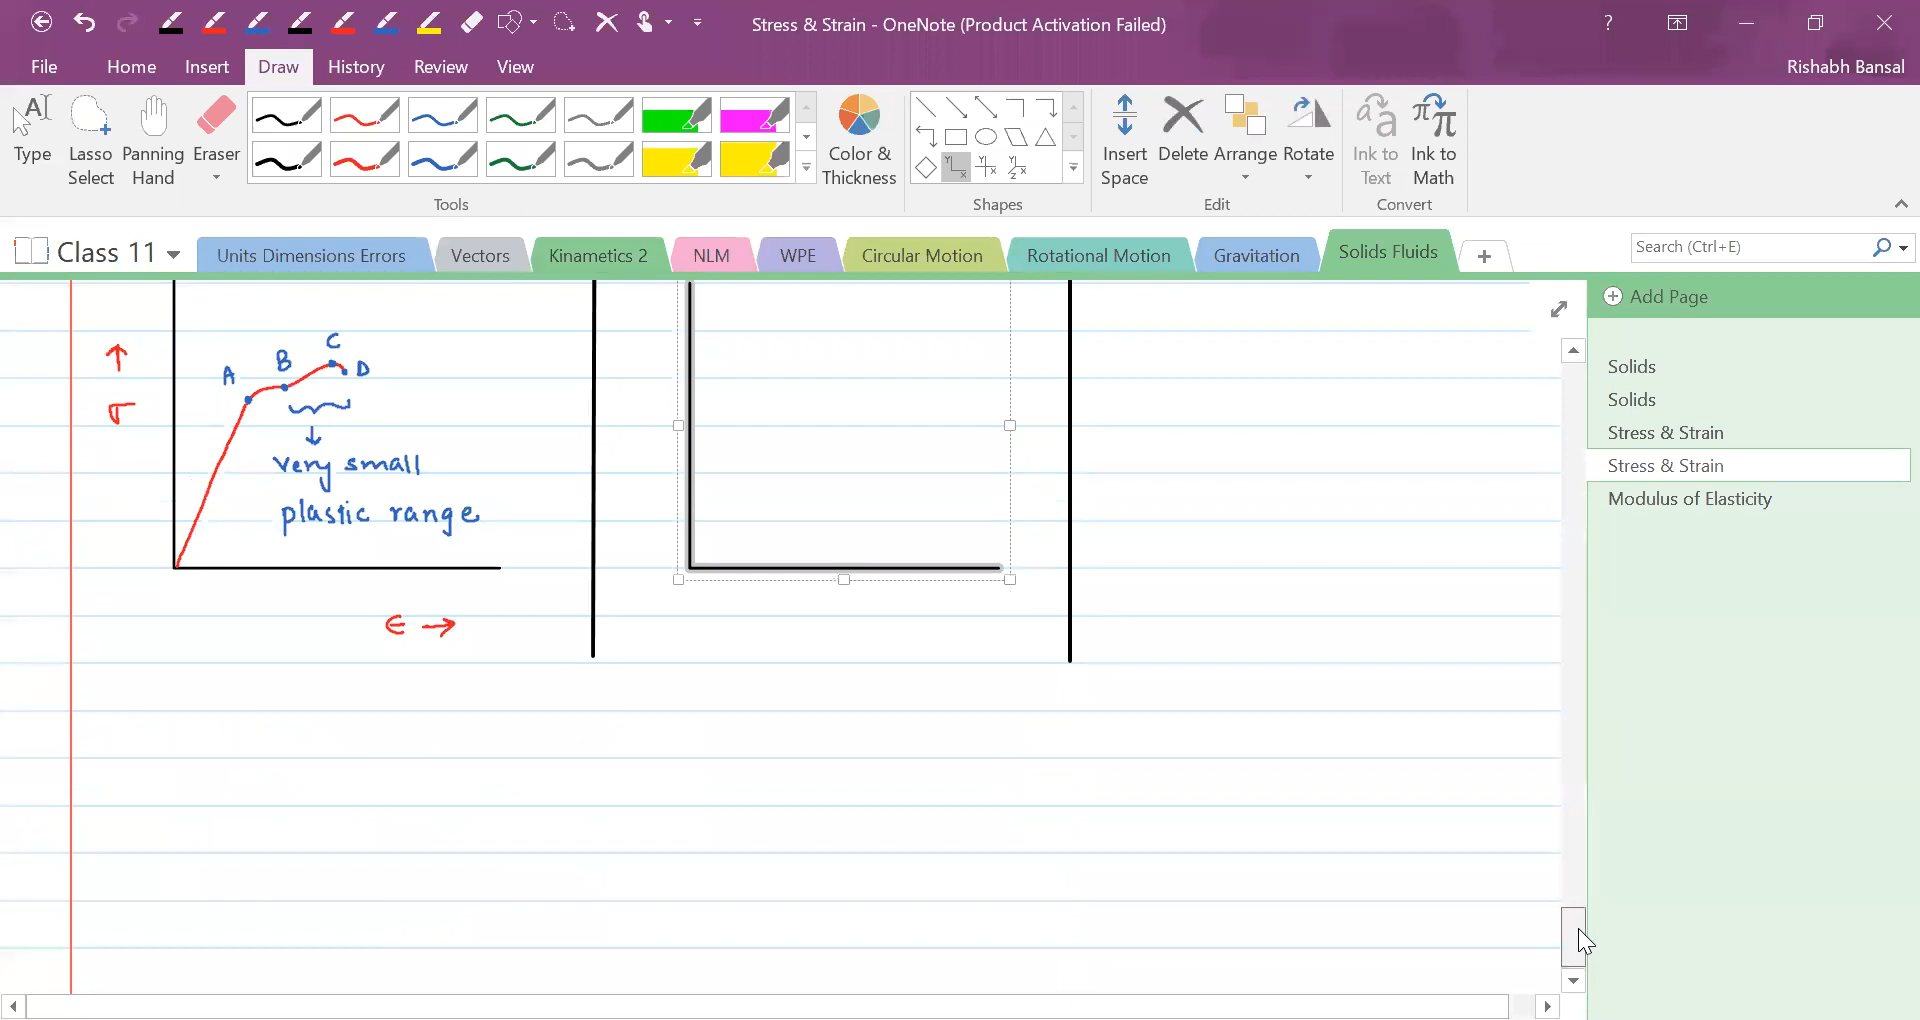 Stress & Strain - OneNote (Product Activation Failed)
?
File Home Insert Draw History Review View
Rishabh Bansal
Type
Lasso Select
Panning Hand
Eraser
Color & Thickness
Insert Space
Delete
Arrange
Rotate
Ink to Text
Ink to Math
Tools
Shapes
Edit
Convert
Class 11
Units Dimensions Errors
Vectors
Kinametics 2
NLM
WPE
Circular Motion
Rotational Motion
Gravitation
Solids Fluids
+
Search (Ctrl+E)
Add Page
Solids
Solids
Stress & Strain
Stress & Strain
Modulus of Elasticity
↑
σ
A
B
C
D
↓
very small
plastic range
∈ →